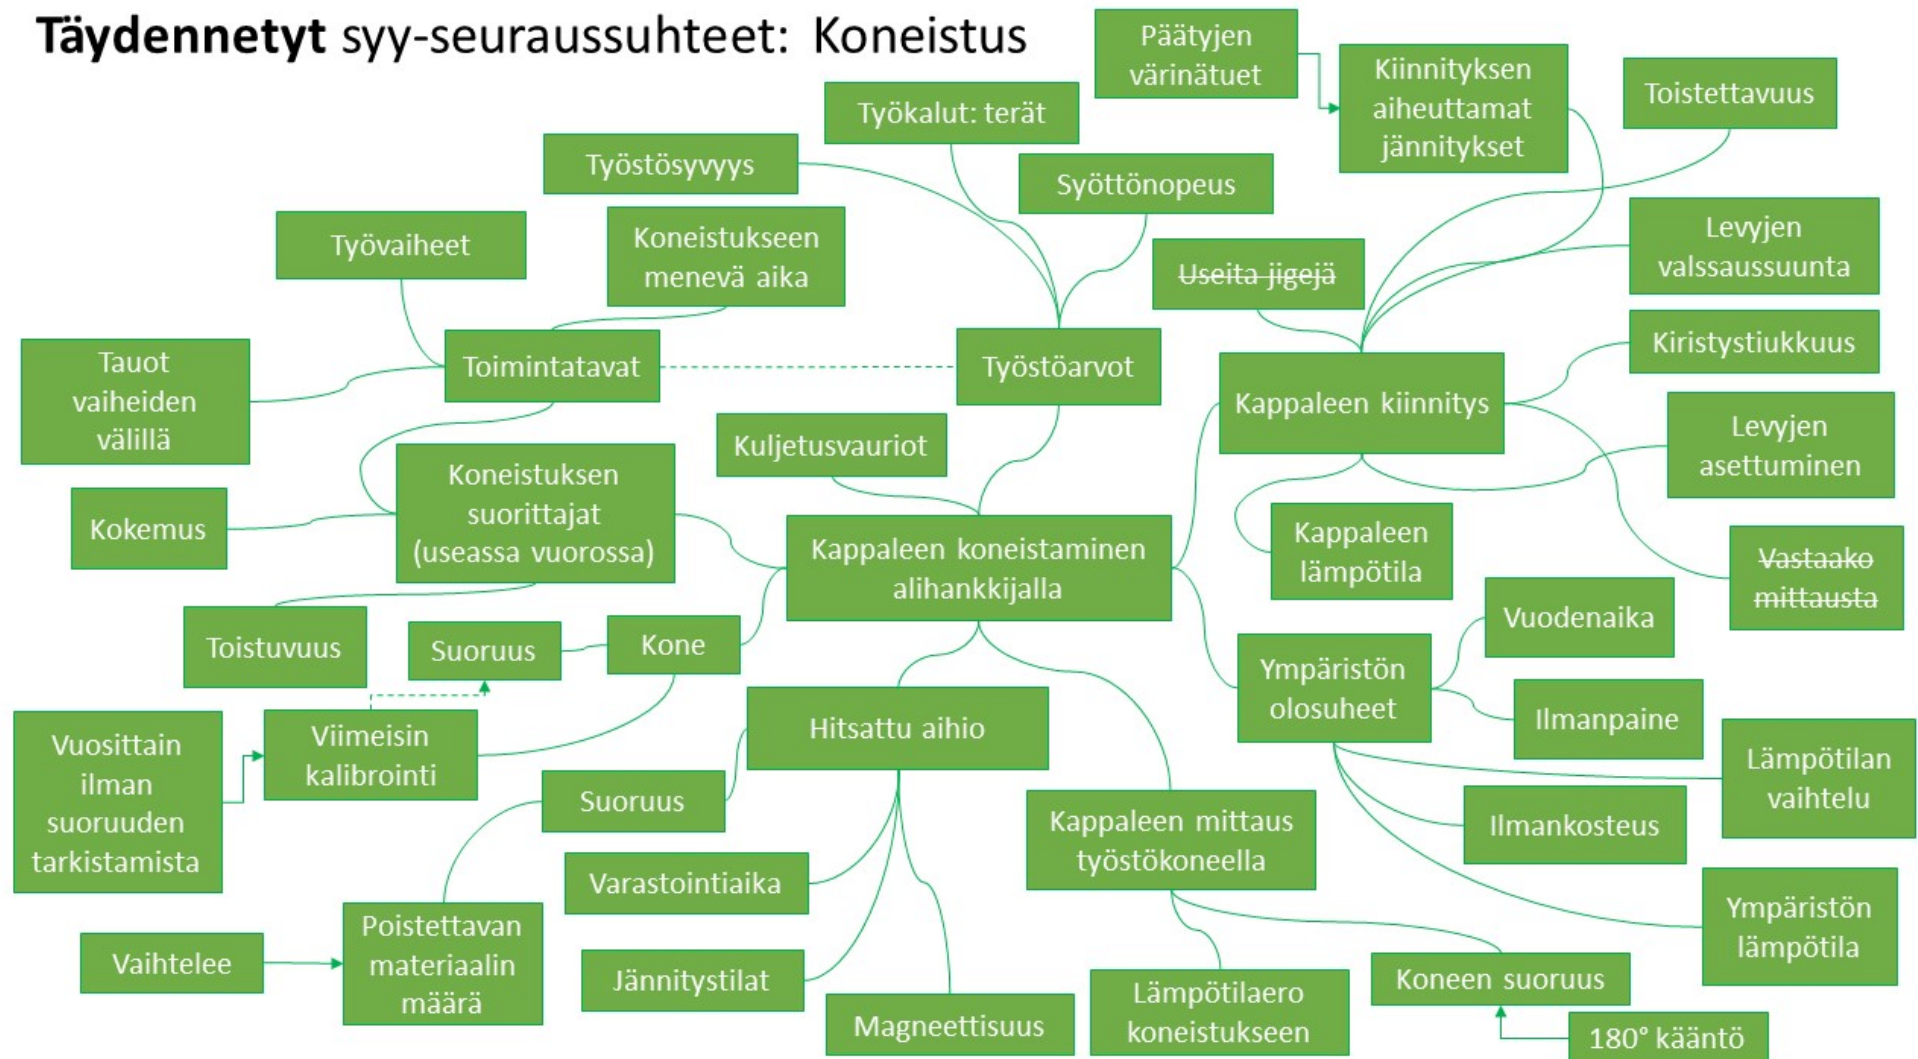 Täydennetyt syy-seuraussuhteet: Koneistus
Päätyjen
värinätuet
Kiinnityksen
aiheuttamat
jännitykset
Toistettavuus
Työkalut: terät
Työstösyvyys
Syöttönopeus
Työvaiheet
Koneistukseen
menevä aika
Useita jigejä
Levyjen
valssaussuunta
Tauot
vaiheiden
välillä
Toimintatavat
Työstöarvot
Kappaleen kiinnitys
Kiristystiukkuus
Kuljetusvauriot
Levyjen
asettuminen
Kokemus
Koneistuksen
suorittajat
(useassa vuorossa)
Kappaleen koneistaminen
alihankkijalla
Kappaleen
lämpötila
Vastaako
mittausta
Toistuvuus
Suoruus
Kone
Vuodenaika
Ympäristön
olosuheet
Ilmanpaine
Vuosittain
ilman
suoruuden
tarkistamista
Viimeisin
kalibrointi
Hitsattu aihio
Lämpötilan
vaihtelu
Suoruus
Kappaleen mittaus
työstökoneella
Ilmankosteus
Varastointiaika
Ympäristön
lämpötila
Vaihtelee
Poistettavan
materiaalin
määrä
Jännitystilat
Magneettisuus
Lämpötilaero
koneistukseen
Koneen suoruus
180° kääntö